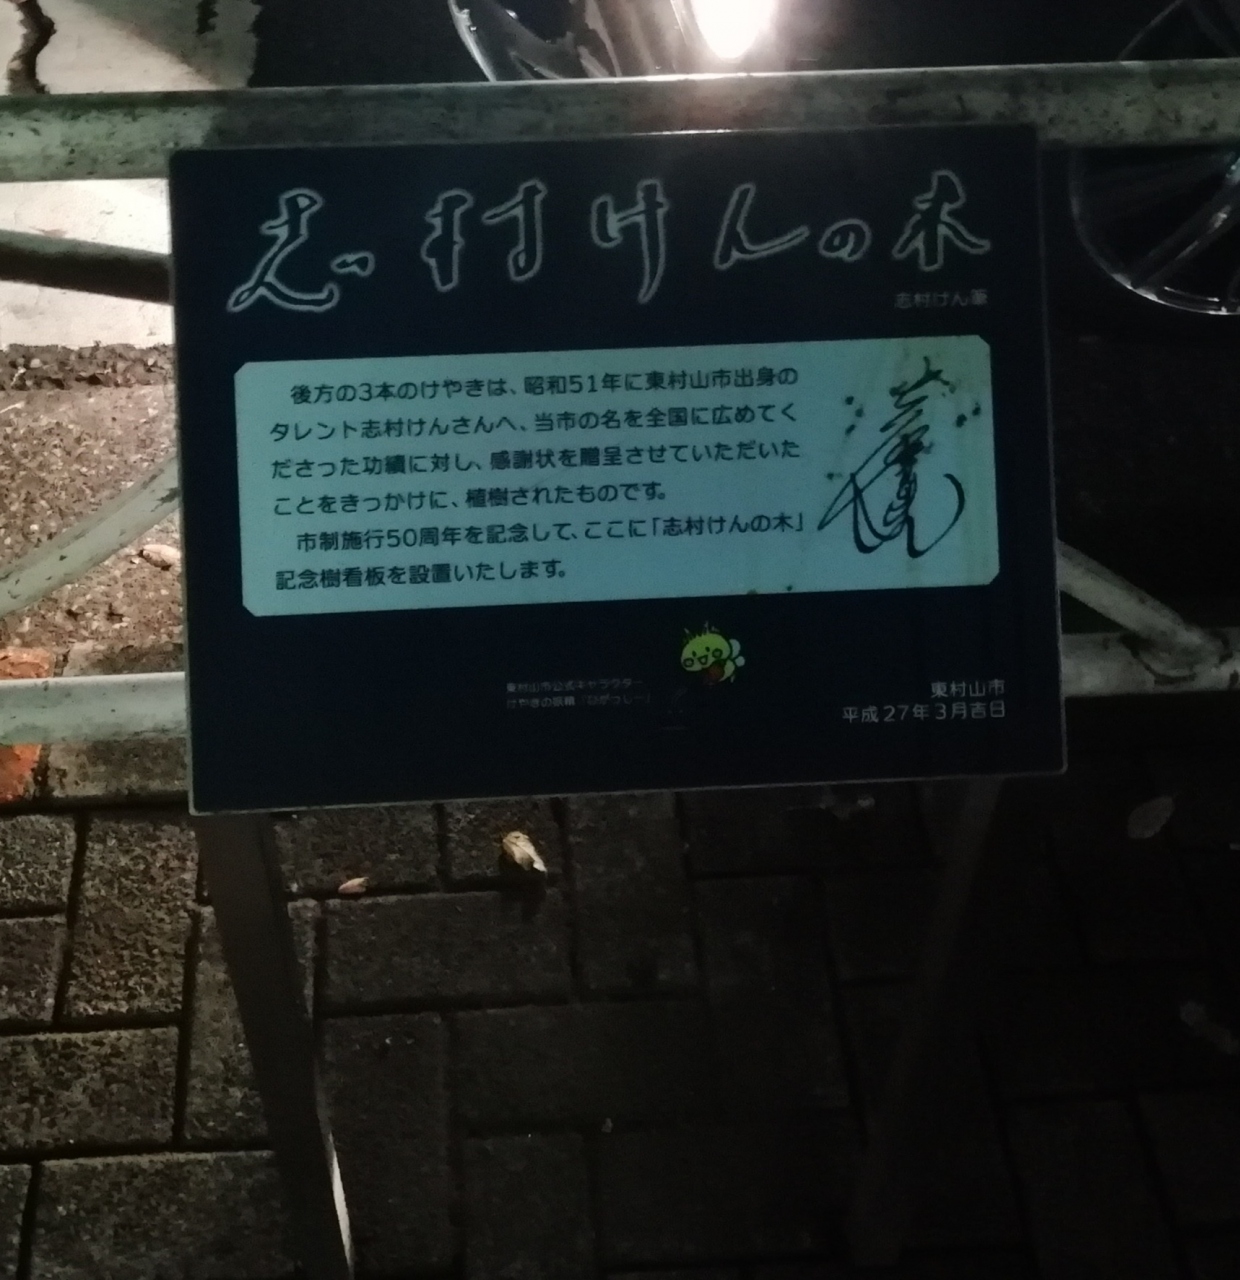 志村けんの木
志村けん筆
後方の3本のけやきは、昭和51年に東村山市出身の
タレント志村けんさんへ、当市の名を全国に広めてく
ださった功績に対し、感謝状を贈呈させていただいた
ことをきっかけに、植樹されたものです。
市制施行50周年を記念して、ここに「志村けんの木」
記念樹看板を設置いたします。
東村山市公式キャラクター
けやきの妖精「ひがっしー」
東村山市
平成27年3月吉日